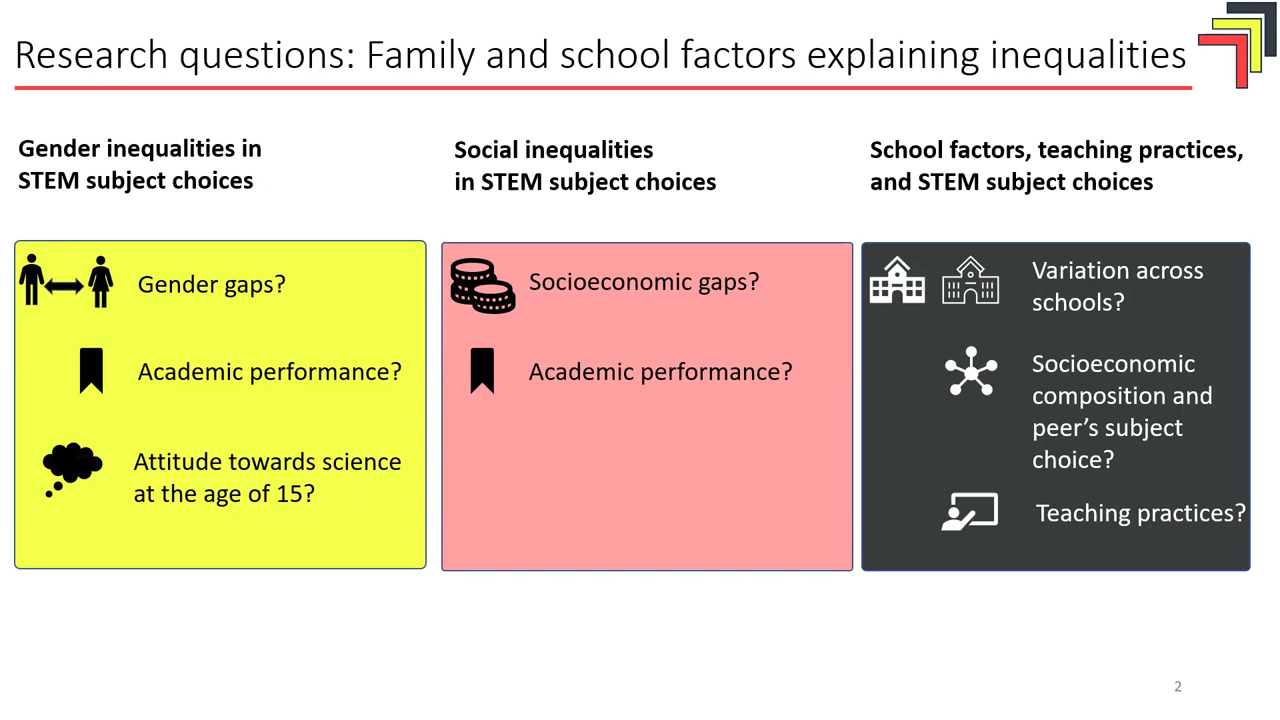 Research questions: Family and school factors explaining inequalities
Gender inequalities in
STEM subject choices
Gender gaps?
Academic performance?
Attitude towards science
at the age of 15?
Social inequalities
in STEM subject choices
Socioeconomic gaps?
Academic performance?
School factors, teaching practices,
and STEM subject choices
Variation across
schools?
Socioeconomic
composition and
peer’s subject
choice?
Teaching practices?
2